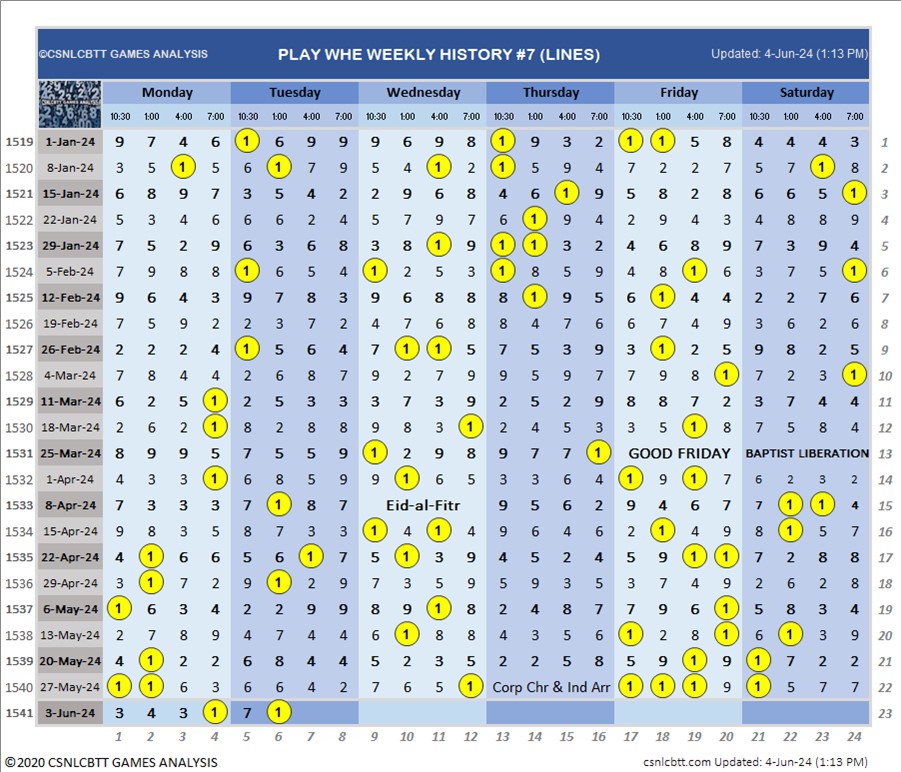 ©CSNLCBTT GAMES ANALYSIS PLAY WHE WEEKLY HISTORY #7 (LINES) Updated: 4-Jun-24 (1:13 PM)
Monday Tuesday Wednesday Thursday Friday Saturday
10:30 1:00 4:00 7:00 10:30 1:00 4:00 7:00 10:30 1:00 4:00 7:00 10:30 1:00 4:00 7:00 10:30 1:00 4:00 7:00 10:30 1:00 4:00 7:00
1519 1-Jan-24 9 7 4 6 1 6 9 9 9 6 9 8 1 9 3 2 1 1 5 8 4 4 4 3 1
1520 8-Jan-24 3 5 1 5 6 1 7 9 5 4 1 2 1 5 9 4 7 2 2 7 5 7 1 3 2
1521 15-Jan-24 6 8 9 7 3 5 4 2 2 9 6 8 4 6 1 9 5 8 2 8 6 6 5 1 3
1522 22-Jan-24 5 3 4 6 6 6 2 4 5 7 9 7 6 1 9 4 2 9 4 3 4 8 8 9 4
1523 29-Jan-24 7 5 2 9 6 3 6 8 3 8 1 9 1 1 3 2 4 6 8 9 7 3 9 4 5
1524 5-Feb-24 7 9 8 8 1 6 5 4 1 2 5 3 1 8 5 9 4 8 1 6 3 7 5 1 6
1525 12-Feb-24 9 6 4 3 9 7 8 3 9 6 8 8 8 1 9 5 6 1 4 4 2 2 7 6 7
1526 19-Feb-24 7 5 9 2 2 3 7 2 4 7 6 8 8 4 7 6 6 7 4 9 3 6 2 6 8
1527 26-Feb-24 2 2 2 4 1 5 6 4 7 1 1 5 7 5 3 9 3 1 2 5 9 8 2 5 9
1528 4-Mar-24 7 8 4 4 2 6 8 7 9 2 7 9 9 5 9 7 7 9 8 1 7 2 3 1 10
1529 11-Mar-24 6 2 5 1 2 5 3 3 3 7 3 9 2 5 2 9 8 8 7 2 3 7 4 4 11
1530 18-Mar-24 2 6 2 1 8 2 8 8 9 8 3 1 2 4 5 3 3 5 1 9 7 5 8 4 12
1531 25-Mar-24 8 9 9 5 7 5 5 9 1 2 9 8 9 7 7 1 GOOD FRIDAY BAPTIST LIBERATION 13
1532 1-Apr-24 4 3 3 1 6 8 5 9 9 1 5 6 4 5 7 2 1 9 1 7 6 2 3 2 14
1533 8-Apr-24 7 3 3 3 7 1 8 7 Eid-al-Fitr 9 5 6 2 9 4 6 7 7 1 1 4 15
1534 15-Apr-24 9 8 3 5 8 7 3 3 1 4 1 4 9 6 4 6 2 1 4 9 8 1 5 6 16
1535 22-Apr-24 4 1 6 6 5 6 1 7 5 1 3 9 4 5 2 4 5 9 1 1 7 2 8 8 17
1536 29-Apr-24 3 1 7 2 9 1 2 9 7 3 5 9 5 9 3 5 3 7 4 9 2 6 2 8 18
1537 6-May-24 1 6 3 4 2 2 9 9 8 9 1 8 2 4 8 7 7 9 6 1 5 8 3 4 19
1538 13-May-24 2 7 8 9 4 7 4 4 6 1 8 8 4 3 5 6 1 2 8 1 6 1 3 9 20
1539 20-May-24 4 1 2 2 6 8 4 4 5 2 3 5 2 2 5 8 5 9 1 9 1 7 2 2 21
1540 27-May-24 1 1 6 3 6 6 4 2 7 6 5 1 Corp Chr & Ind Arr 1 1 1 9 1 5 7 7 22
1541 3-Jun-24 3 4 3 1 7 1 23
1 2 3 4 5 6 7 8 9 10 11 12 13 14 15 16 17 18 19 20 21 22 23 24
©2020 CSNLCBTT GAMES ANALYSIS csnlcbtt.com Updated: 4-Jun-24 (1:13 PM)